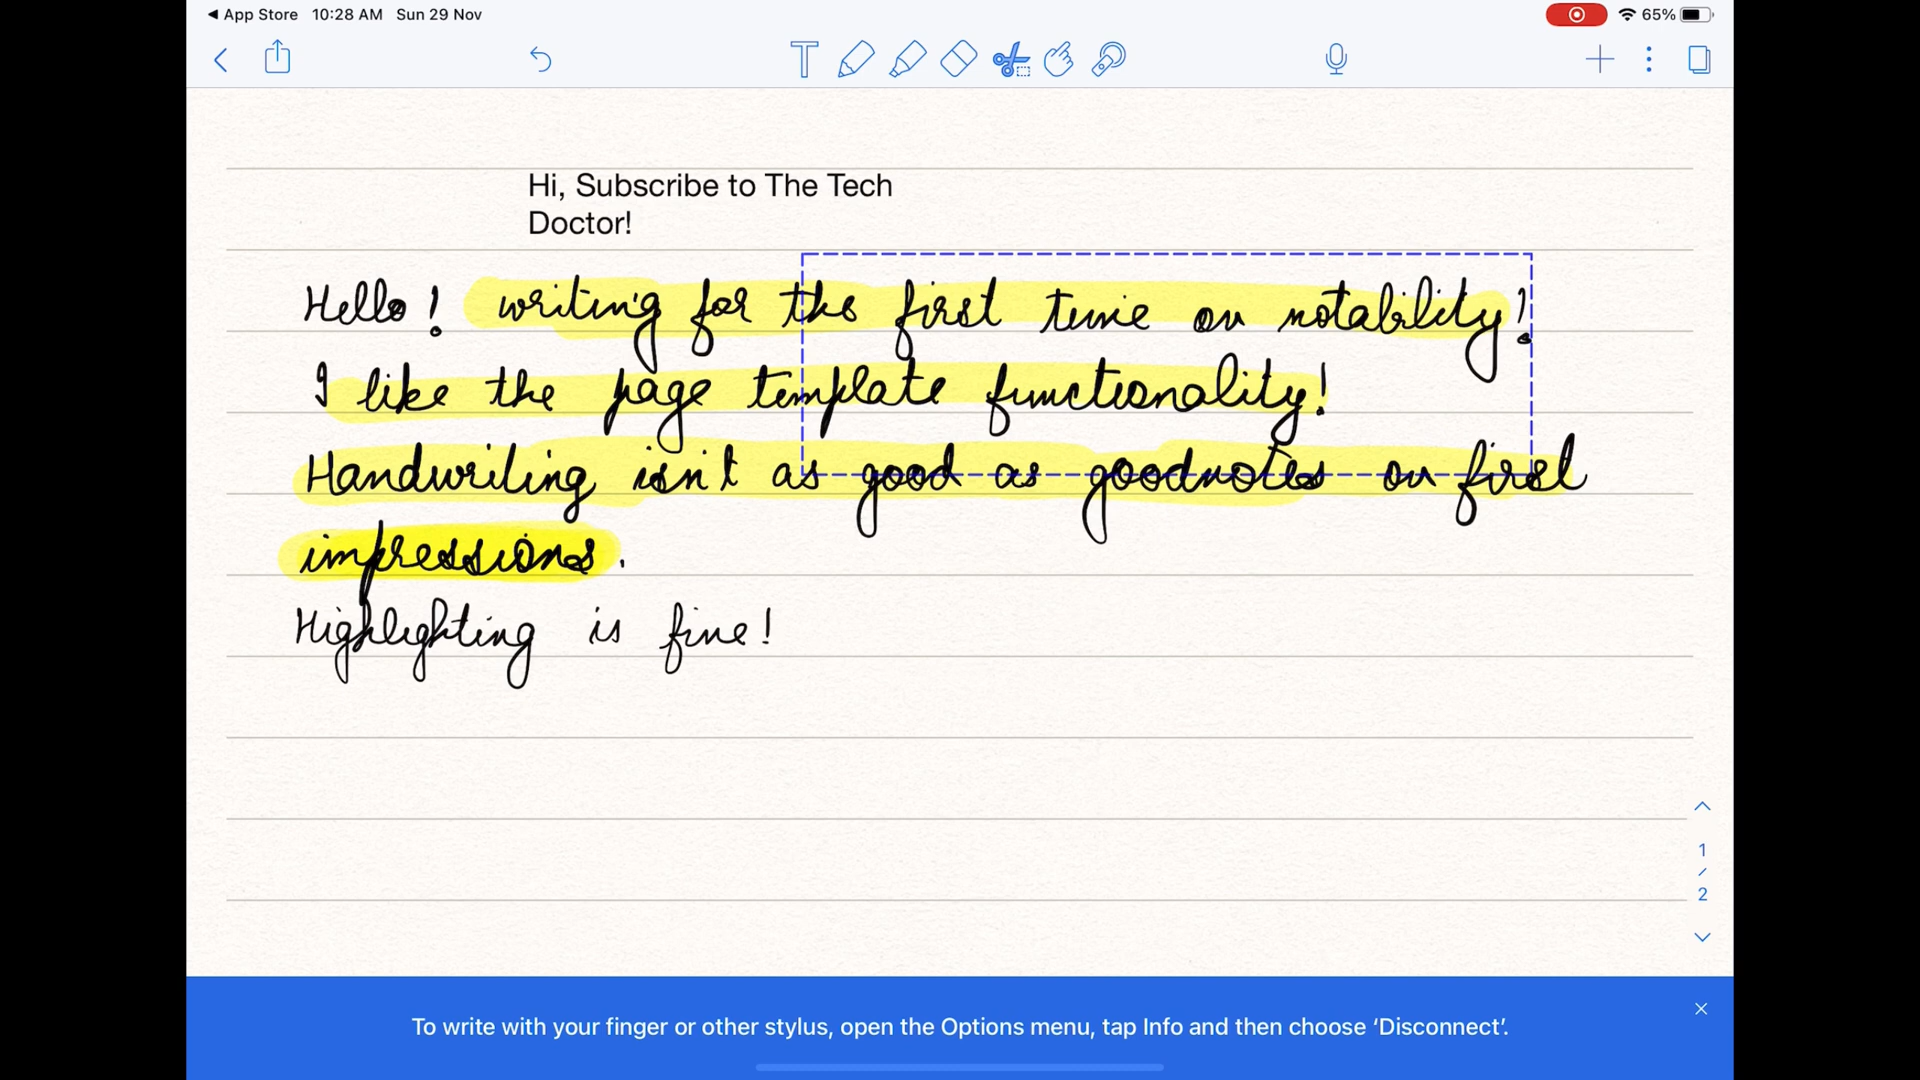 App Store 10:28 AM Sun 29 Nov 65%
T
Hi, Subscribe to The Tech
Doctor!
Hello! writing for the first time on notability!
I like the page template functionality!
Handwriting isn't as good as goodnotes on first
impressions.
Highlighting is fine!
1
/
2
To write with your finger or other stylus, open the Options menu, tap Info and then choose ‘Disconnect’.